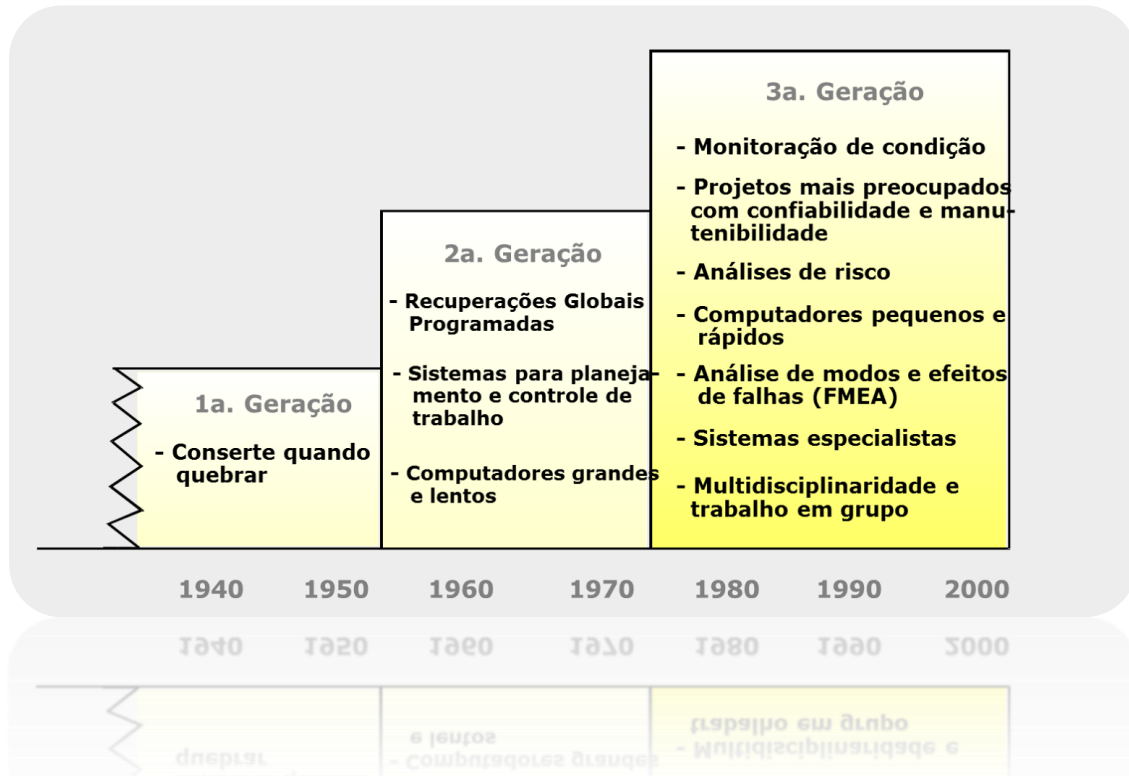 1a. Geração
- Conserte quando
quebrar
2a. Geração
- Recuperações Globais
Programadas
- Sistemas para planeja-
mento e controle de
trabalho
- Computadores grandes
e lentos
3a. Geração
- Monitoração de condição
- Projetos mais preocupados
com confiabilidade e manu-
tenibilidade
- Análises de risco
- Computadores pequenos e
rápidos
- Análise de modos e efeitos
de falhas (FMEA)
- Sistemas especialistas
- Multidisciplinaridade e
trabalho em grupo
1940 1950 1960 1970 1980 1990 2000